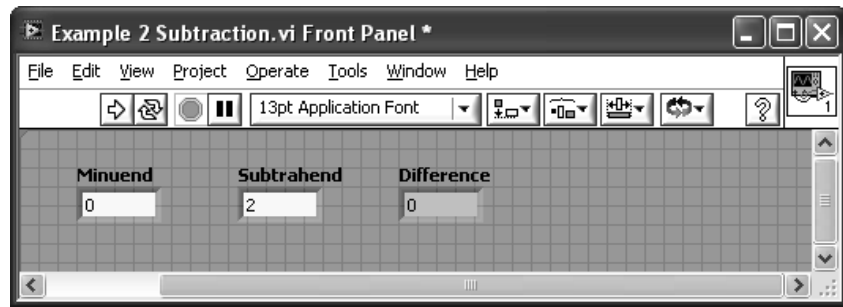 Example 2 Subtraction.vi Front Panel *
File Edit View Project Operate Tools Window Help
13pt Application Font
1
Minuend Subtrahend Difference
0 2 0